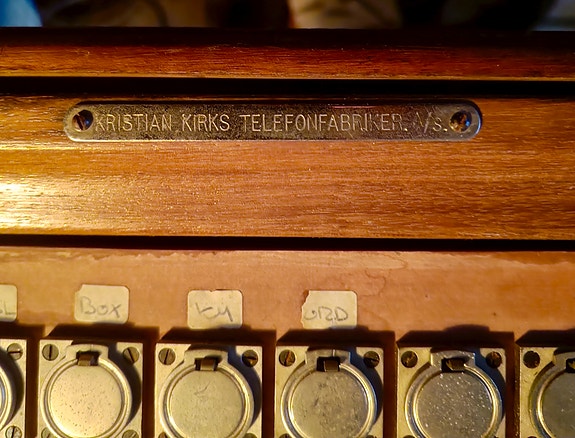 KRISTIAN KIRKS TELEFONFABRIKER. A/S.
BOX